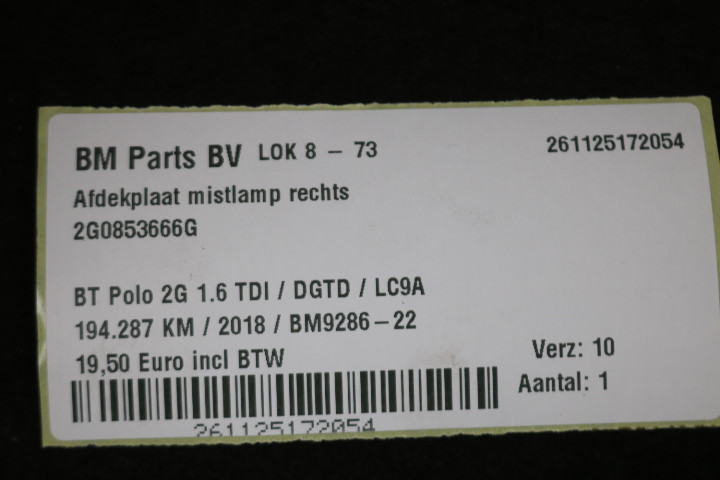 BM Parts BV LOK 8 – 73 261125172054
Afdekplaat mistlamp rechts
2G0853666G
BT Polo 2G 1.6 TDI / DGTD / LC9A
194.287 KM / 2018 / BM9286–22
19,50 Euro incl BTW
Verz: 10
Aantal: 1
261125172054